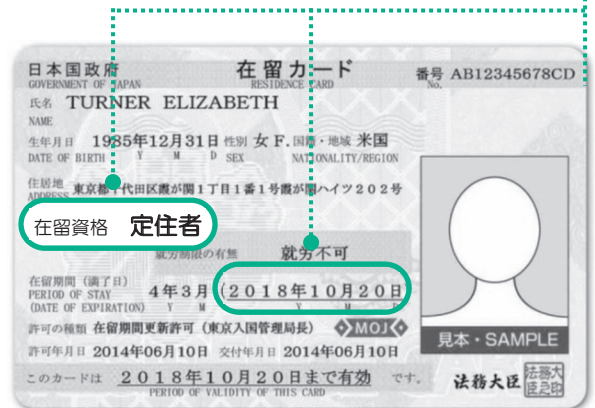 日本国政府 在留カード 番号 AB12345678CD
GOVERNMENT OF JAPAN RESIDENCE CARD No.
氏名 TURNER ELIZABETH
NAME
生年月日 1985年12月31日 性別 女 F. 国籍・地域 米国
DATE OF BIRTH Y M D SEX NATIONALITY/REGION
住居地 東京都千代田区霞が関1丁目1番1号霞が関ハイツ202号
ADDRESS
在留資格 定住者
就労制限の有無 就労不可
在留期間(満了日) 4年3月(2018年10月20日
PERIOD OF STAY
(DATE OF EXPIRATION) Y M Y M D
許可の種類 在留期間更新許可(東京入国管理局長) MOJ
見本・SAMPLE
許可年月日 2014年06月10日 交付年月日 2014年06月10日
このカードは 2018年10月20日まで有効 です。
PERIOD OF VALIDITY OF THIS CARD
法務大臣 法務大臣之印